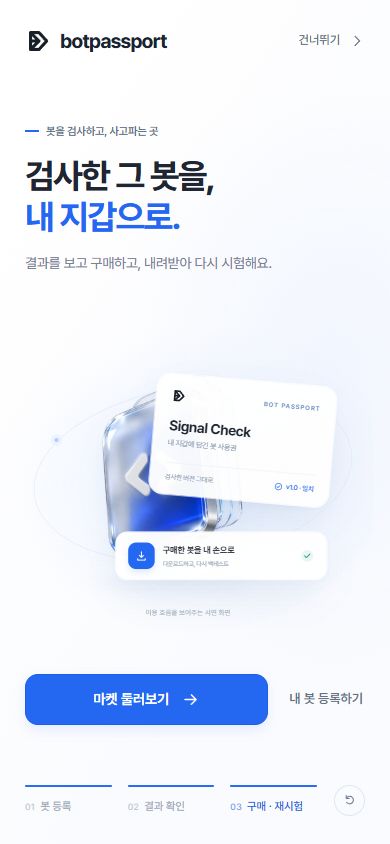 botpassport
건너뛰기
봇을 검사하고, 사고파는 곳
검사한 그 봇을,
내 지갑으로.
결과를 보고 구매하고, 내려받아 다시 시험해요.
BOT PASSPORT
Signal Check
내 지갑에 담긴 봇 사용권
검사한 버전 그대로
v1.0 · 일치
구매한 봇을 내 손으로
다운로드하고, 다시 백테스트
이용 흐름을 보여주는 시연 화면
마켓 둘러보기
내 봇 등록하기
01 봇 등록
02 결과 확인
03 구매 · 재시험